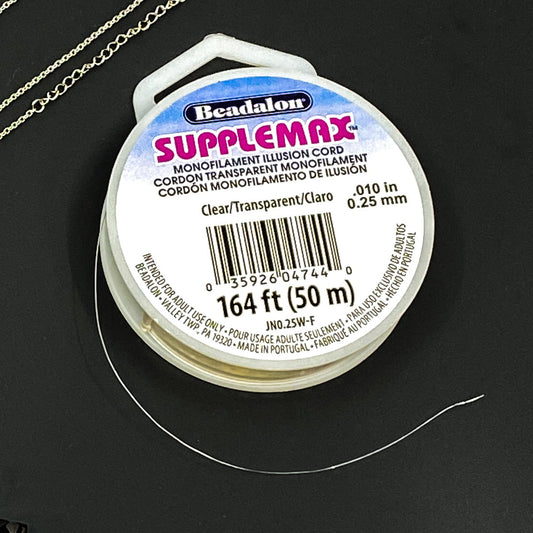 Beadalon®
SUPPLEMAX™
MONOFILAMENT ILLUSION CORD
CORDON TRANSPARENT MONOFILAMENT
CORDÓN MONOFILAMENTO DE ILUSIÓN
Clear/Transparent/Claro
.010 in
0.25 mm
0 35926 04744 0
164 ft (50 m)
JN0.25W-F
INTENDED FOR ADULT USE ONLY • POUR USAGE ADULTE SEULEMENT • PARA USO EXCLUSIVO DE ADULTOS
BEADALON • VALLEY TWP., PA 19320 • MADE IN PORTUGAL • FABRIQUÉ AU PORTUGAL • HECHO EN PORTUGAL